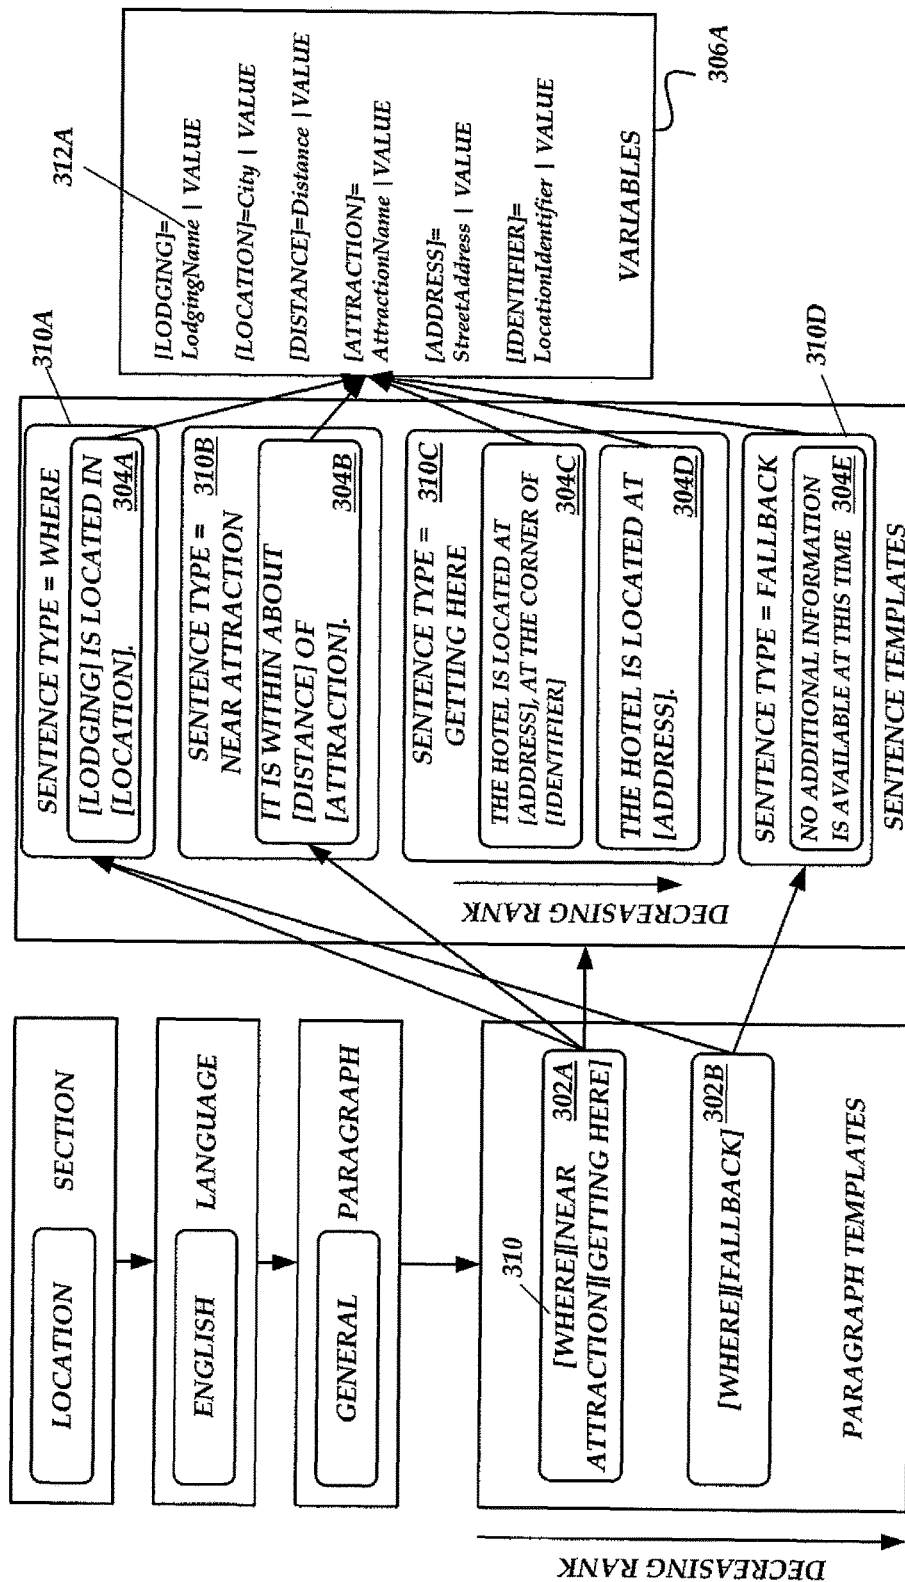 LOCATION
SECTION
ENGLISH
LANGUAGE
GENERAL
PARAGRAPH
310
[WHERE][NEAR 302A
ATTRACTION][GETTING HERE]
302B
[WHERE][FALLBACK]
PARAGRAPH TEMPLATES
DECREASING RANK
310A
SENTENCE TYPE = WHERE
[LODGING] IS LOCATED IN
[LOCATION]. 304A
SENTENCE TYPE = 310B
NEAR ATTRACTION
IT IS WITHIN ABOUT
[DISTANCE] OF
[ATTRACTION]. 304B
SENTENCE TYPE = 310C
GETTING HERE
THE HOTEL IS LOCATED AT
[ADDRESS], AT THE CORNER OF
[IDENTIFIER] 304C
THE HOTEL IS LOCATED AT
[ADDRESS]. 304D
DECREASING RANK
SENTENCE TYPE = FALLBACK
NO ADDITIONAL INFORMATION
IS AVAILABLE AT THIS TIME 304E
310D
SENTENCE TEMPLATES
312A
[LODGING]=
LodgingName | VALUE
[LOCATION]=City | VALUE
[DISTANCE]=Distance | VALUE
[ATTRACTION]=
AttractionName | VALUE
[ADDRESS]=
StreetAddress | VALUE
[IDENTIFIER]=
LocationIdentifier | VALUE
VARIABLES
306A